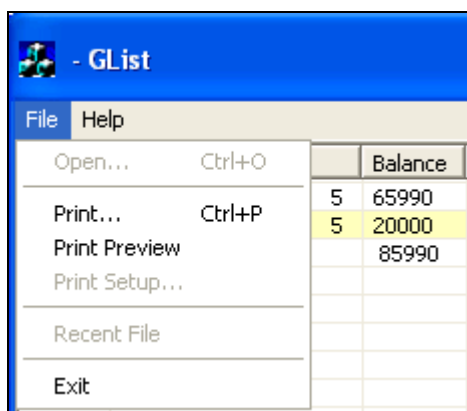 - GList
File Help
Open... Ctrl+O
Balance
5 65990
Print... Ctrl+P
5 20000
Print Preview
85990
Print Setup...
Recent File
Exit